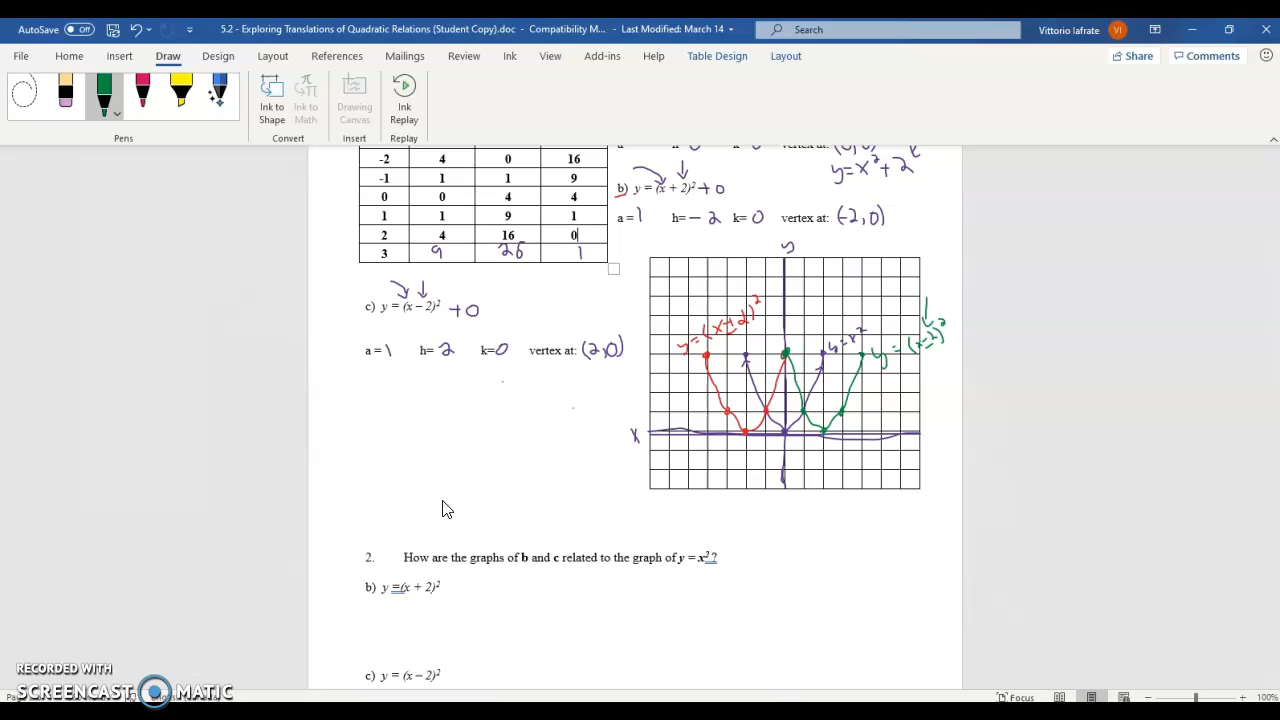 AutoSave Off 5.2 - Exploring Translations of Quadratic Relations (Student Copy).doc - Compatibility M... - Last Modified: March 14 Search Vittorio Iafrate VI
File Home Insert Draw Design Layout References Mailings Review View Ink Add-ins Help Table Design Layout Share Comments
Ink to Shape Ink to Math Drawing Canvas Ink Replay
Pens Convert Insert Replay
-2 4 0 16
-1 1 1 9
0 0 4 4
1 1 9 1
2 4 16 0
3 9 1
y = x² + 2
b) y = (x + 2)² + 0
a = 1 h= -2 k= 0 vertex at: (-2, 0)
c) y = (x – 2)² + 0
a = 1 h= 2 k= 0 vertex at: (2, 0)
y
y = (x+2)²
y = x²
y = (x-2)²
x
2. How are the graphs of b and c related to the graph of y = x²?
b) y =(x + 2)²
c) y = (x – 2)²
RECORDED WITH
SCREENCAST MATIC
Focus 100%